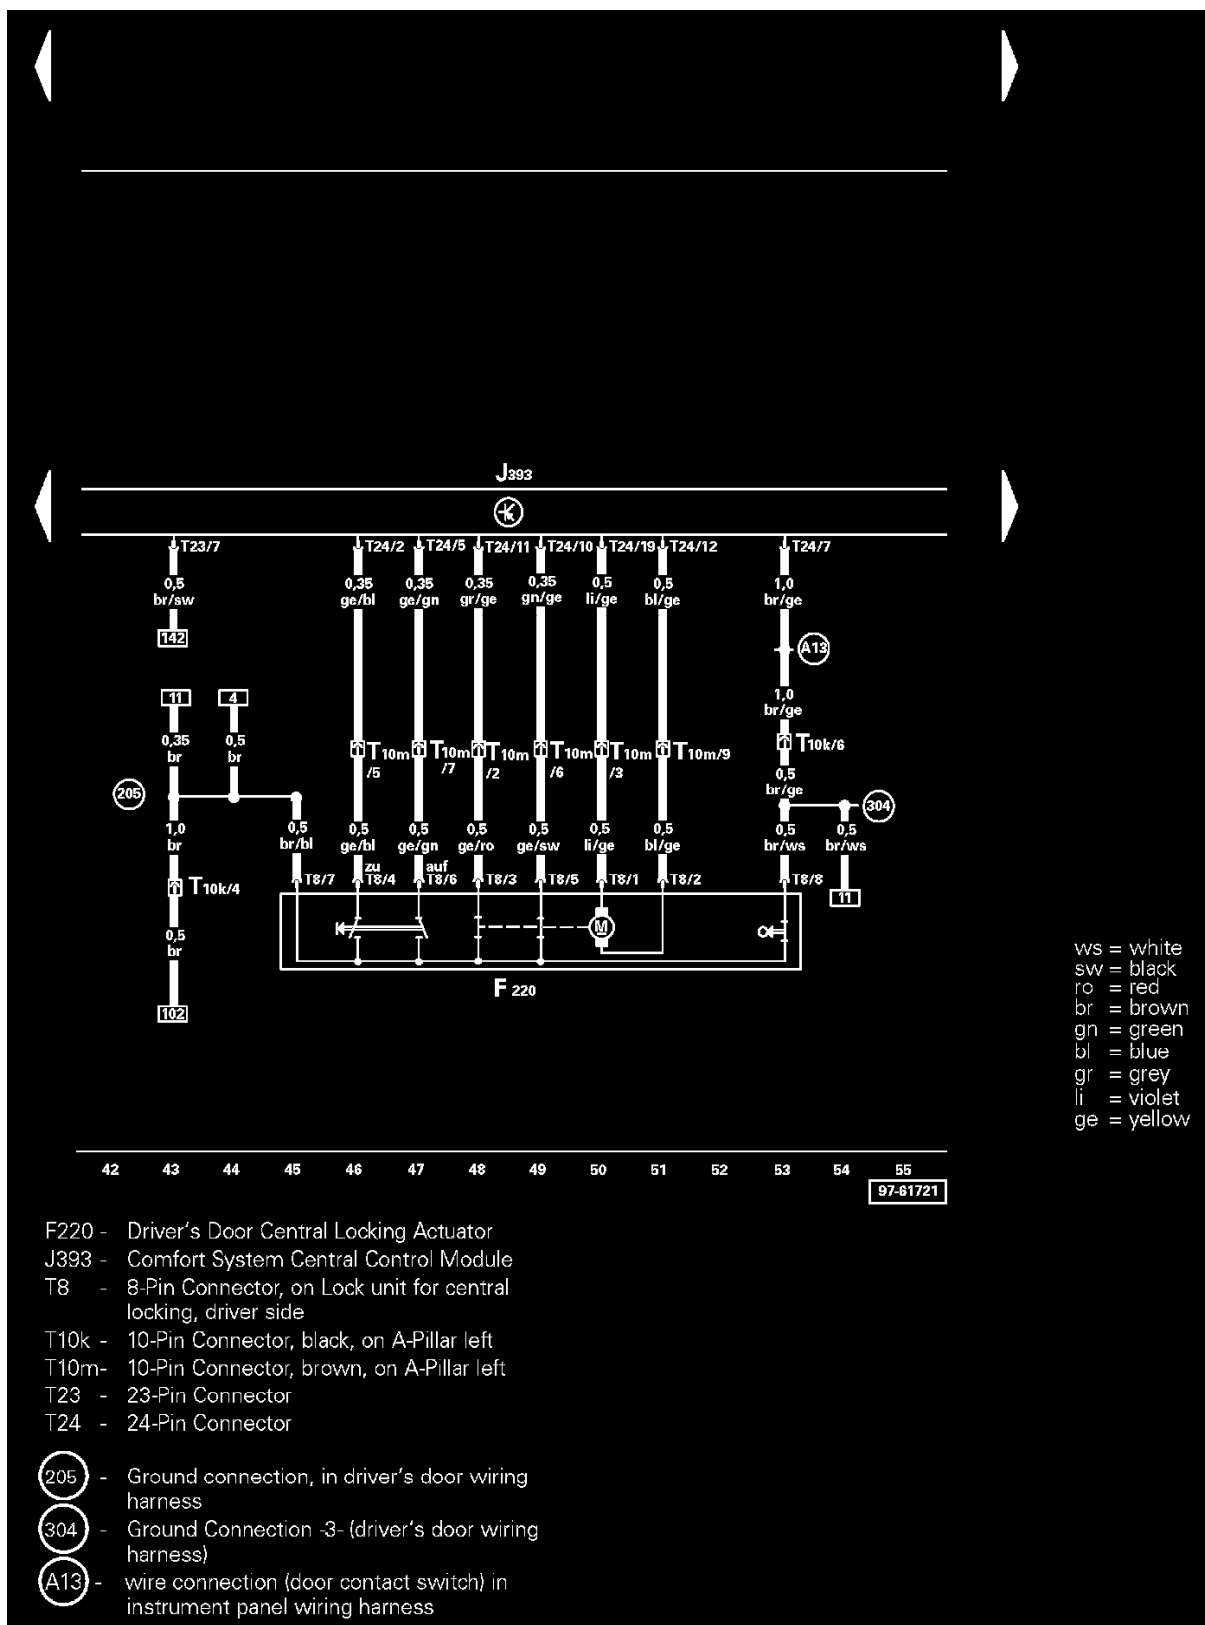 J393
T23/7 T24/2 T24/5 T24/11 T24/10 T24/19 T24/12 T24/7
0,5 0,35 0,35 0,35 0,35 0,5 0,5 1,0
br/sw ge/bl ge/gn gr/ge gn/ge li/ge bl/ge br/ge
142
A13
11 4
1,0
br/ge
0,35 0,5
br br
T10m T10m T10m T10m T10m T10m/9 T10k/6
/5 /7 /2 /6 /3
0,5
br/ge
205
304
1,0 0,5 0,5 0,5 0,5 0,5 0,5 0,5 0,5 0,5
br br/bl ge/bl ge/gn ge/ro ge/sw li/ge bl/ge br/ws br/ws
zu auf
T8/7 T8/4 T8/6 T8/3 T8/5 T8/1 T8/2 T8/8
T10k/4
11
M
0,5
br
F 220
102
ws = white
sw = black
ro = red
br = brown
gn = green
bl = blue
gr = grey
li = violet
ge = yellow
42 43 44 45 46 47 48 49 50 51 52 53 54 55
97-61721
F220 - Driver's Door Central Locking Actuator
J393 - Comfort System Central Control Module
T8 - 8-Pin Connector, on Lock unit for central
locking, driver side
T10k - 10-Pin Connector, black, on A-Pillar left
T10m- 10-Pin Connector, brown, on A-Pillar left
T23 - 23-Pin Connector
T24 - 24-Pin Connector
205 - Ground connection, in driver's door wiring
harness
304 - Ground Connection -3- (driver's door wiring
harness)
A13 - wire connection (door contact switch) in
instrument panel wiring harness